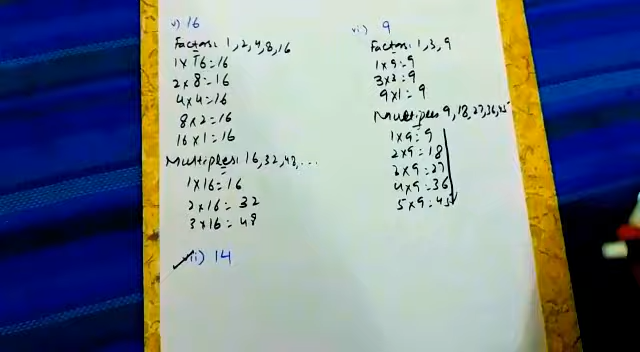 v) 16
Factors: 1, 2, 4, 8, 16
1 x 16 = 16
2 x 8 = 16
4 x 4 = 16
8 x 2 = 16
16 x 1 = 16
Multiples: 16, 32, 48, ...
1 x 16 = 16
2 x 16 = 32
3 x 16 = 48
vii) 14
vi) 9
Factors: 1, 3, 9
1 x 9 = 9
3 x 2 = 9
9 x 1 = 9
Multiples 9, 18, 27, 36, 45
1 x 9 = 9
2 x 9 = 18
3 x 9 = 27
4 x 9 = 36
5 x 9 = 45